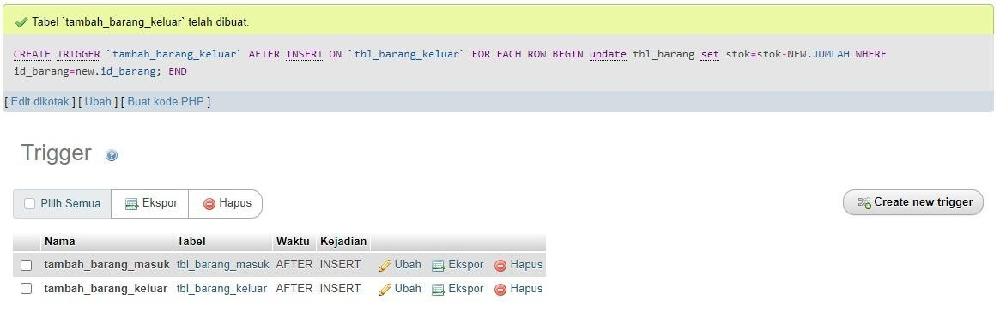 Tabel `tambah_barang_keluar` telah dibuat.
CREATE TRIGGER `tambah_barang_keluar` AFTER INSERT ON `tbl_barang_keluar` FOR EACH ROW BEGIN update tbl_barang set stok=stok-NEW.JUMLAH WHERE
id_barang=new.id_barang; END
[ Edit dikotak ] [ Ubah ] [ Buat kode PHP ]
Trigger
Pilih Semua Ekspor Hapus Create new trigger
Nama Tabel Waktu Kejadian
tambah_barang_masuk tbl_barang_masuk AFTER INSERT Ubah Ekspor Hapus
tambah_barang_keluar tbl_barang_keluar AFTER INSERT Ubah Ekspor Hapus